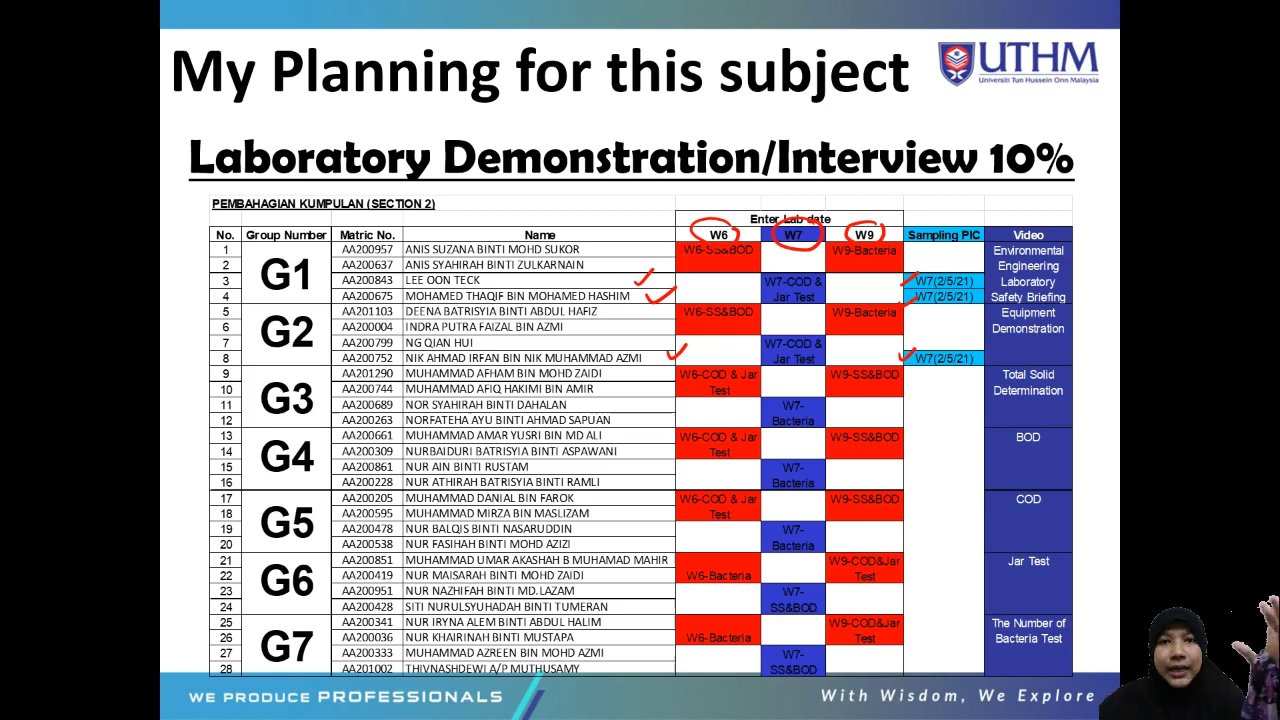 My Planning for this subject
UTHM
Universiti Tun Hussein Onn Malaysia
Laboratory Demonstration/Interview 10%
PEMBAHAGIAN KUMPULAN (SECTION 2)
Enter Lab date
No. Group Number Matric No. Name W6 W7 W9 Sampling PIC Video
G1
1 AA200957 ANIS SUZANA BINTI MOHD SUKOR W6-SS&BOD W9-Bacteria Environmental
2 AA200637 ANIS SYAHIRAH BINTI ZULKARNAIN Engineering
3 AA200843 LEE OON TECK W7-COD & W7(2/5/21) Laboratory
4 AA200675 MOHAMED THAQIF BIN MOHAMED HASHIM Jar Test W7(2/5/21) Safety Briefing
G2
5 AA201103 DEENA BATRISYIA BINTI ABDUL HAFIZ W6-SS&BOD W9-Bacteria Equipment
6 AA200004 INDRA PUTRA FAIZAL BIN AZMI Demonstration
7 AA200799 NG QIAN HUI W7-COD &
8 AA200752 NIK AHMAD IRFAN BIN NIK MUHAMMAD AZMI Jar Test W7(2/5/21)
G3
9 AA201290 MUHAMMAD AFHAM BIN MOHD ZAIDI W6-COD & Jar W9-SS&BOD Total Solid
10 AA200744 MUHAMMAD AFIQ HAKIMI BIN AMIR Test Determination
11 AA200689 NOR SYAHIRAH BINTI DAHALAN W7-
12 AA200263 NORFATEHA AYU BINTI AHMAD SAPUAN Bacteria
G4
13 AA200661 MUHAMMAD AMAR YUSRI BIN MD ALI W6-COD & Jar W9-SS&BOD BOD
14 AA200309 NURBAIDURI BATRISYIA BINTI ASPAWANI Test
15 AA200861 NUR AIN BINTI RUSTAM W7-
16 AA200228 NUR ATHIRAH BATRISYIA BINTI RAMLI Bacteria
G5
17 AA200205 MUHAMMAD DANIAL BIN FAROK W6-COD & Jar W9-SS&BOD COD
18 AA200595 MUHAMMAD MIRZA BIN MASLIZAM Test
19 AA200478 NUR BALQIS BINTI NASARUDDIN W7-
20 AA200538 NUR FASIHAH BINTI MOHD AZIZI Bacteria
G6
21 AA200851 MUHAMMAD UMAR AKASHAH B MUHAMAD MAHIR W9-COD&Jar Jar Test
22 AA200419 NUR MAISARAH BINTI MOHD ZAIDI W6-Bacteria Test
23 AA200951 NUR NAZHIFAH BINTI MD.LAZAM W7-
24 AA200428 SITI NURULSYUHADAH BINTI TUMERAN SS&BOD
G7
25 AA200341 NUR IRYNA ALEM BINTI ABDUL HALIM W9-COD&Jar The Number of
26 AA200036 NUR KHAIRINAH BINTI MUSTAPA W6-Bacteria Test Bacteria Test
27 AA200333 MUHAMMAD AZREEN BIN MOHD AZMI W7-
28 AA201002 THIVNASHDEWI A/P MUTHUSAMY SS&BOD
WE PRODUCE PROFESSIONALS
With Wisdom, We Explore